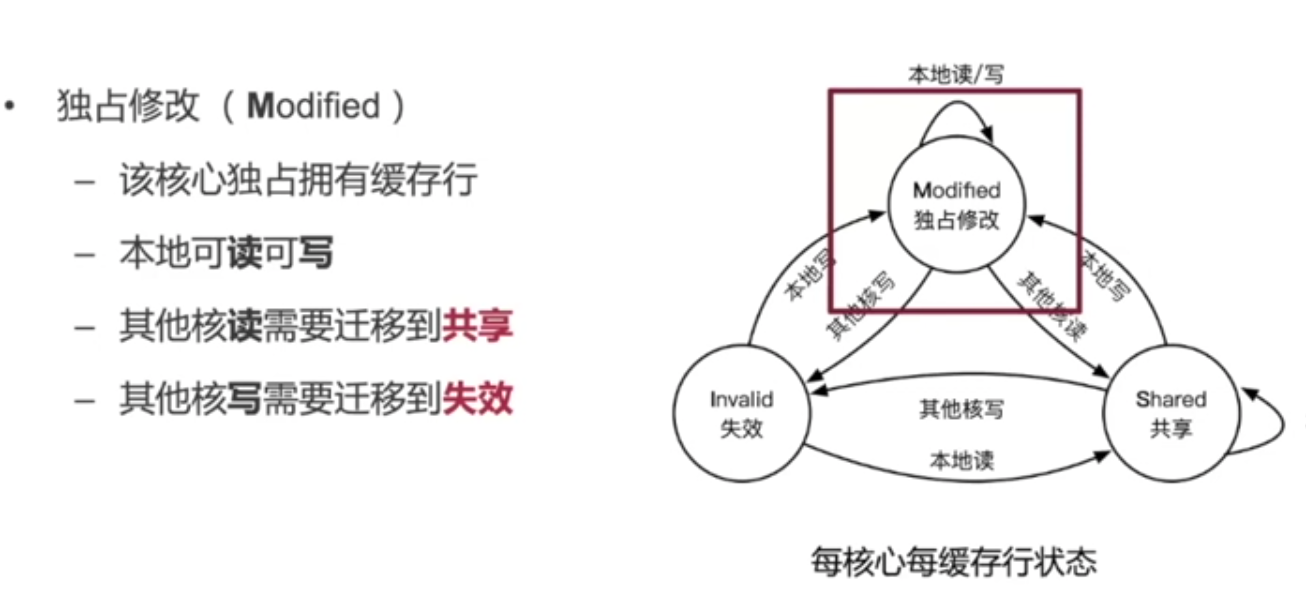 • 独占修改（Modified）
– 该核心独占拥有缓存行
– 本地可读可写
– 其他核读需要迁移到共享
– 其他核写需要迁移到失效
本地读/写
Modified
独占修改
本地写
其他核写
其他核读
本地写
Invalid
失效
其他核写
本地读
Shared
共享
每核心每缓存行状态